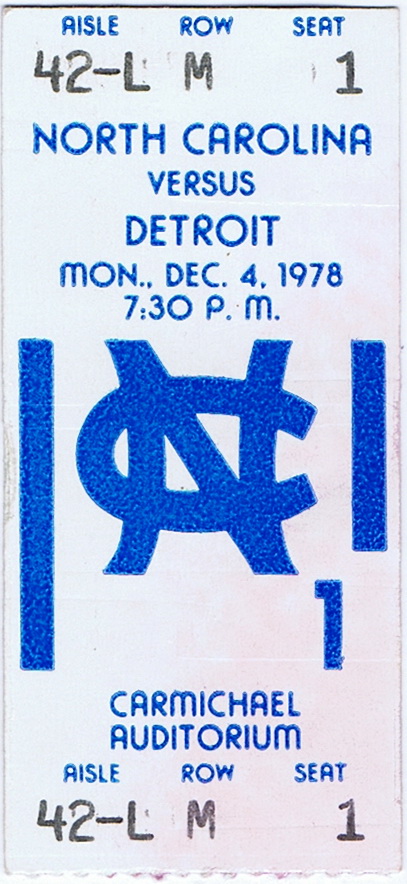 AISLE ROW SEAT
42-L M 1
NORTH CAROLINA
VERSUS
DETROIT
MON., DEC. 4, 1978
7:30 P. M.
NC
1
CARMICHAEL
AUDITORIUM
AISLE ROW SEAT
42-L M 1